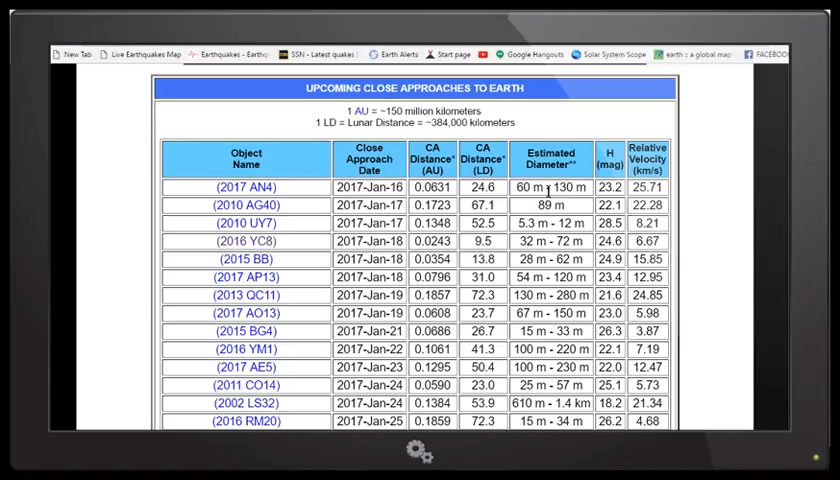 New Tab Live Earthquakes Map Earthquakes - Earthq SSN - Latest quakes | Earth Alerts Start page Google Hangouts Solar System Scope earth :: a global map FACEBOO
UPCOMING CLOSE APPROACHES TO EARTH
1 AU = ~150 million kilometers
1 LD = Lunar Distance = ~384,000 kilometers
Object Name Close Approach Date CA Distance* (AU) CA Distance* (LD) Estimated Diameter** H (mag) Relative Velocity (km/s)
(2017 AN4) 2017-Jan-16 0.0631 24.6 60 m - 130 m 23.2 25.71
(2010 AG40) 2017-Jan-17 0.1723 67.1 89 m 22.1 22.28
(2010 UY7) 2017-Jan-17 0.1348 52.5 5.3 m - 12 m 28.5 8.21
(2016 YC8) 2017-Jan-18 0.0243 9.5 32 m - 72 m 24.6 6.67
(2015 BB) 2017-Jan-18 0.0354 13.8 28 m - 62 m 24.9 15.85
(2017 AP13) 2017-Jan-18 0.0796 31.0 54 m - 120 m 23.4 12.95
(2013 QC11) 2017-Jan-19 0.1857 72.3 130 m - 280 m 21.6 24.85
(2017 AO13) 2017-Jan-19 0.0608 23.7 67 m - 150 m 23.0 5.98
(2015 BG4) 2017-Jan-21 0.0686 26.7 15 m - 33 m 26.3 3.87
(2016 YM1) 2017-Jan-22 0.1061 41.3 100 m - 220 m 22.1 7.19
(2017 AE5) 2017-Jan-23 0.1295 50.4 100 m - 230 m 22.0 12.47
(2011 CO14) 2017-Jan-24 0.0590 23.0 25 m - 57 m 25.1 5.73
(2002 LS32) 2017-Jan-24 0.1384 53.9 610 m - 1.4 km 18.2 21.34
(2016 RM20) 2017-Jan-25 0.1859 72.3 15 m - 34 m 26.2 4.68